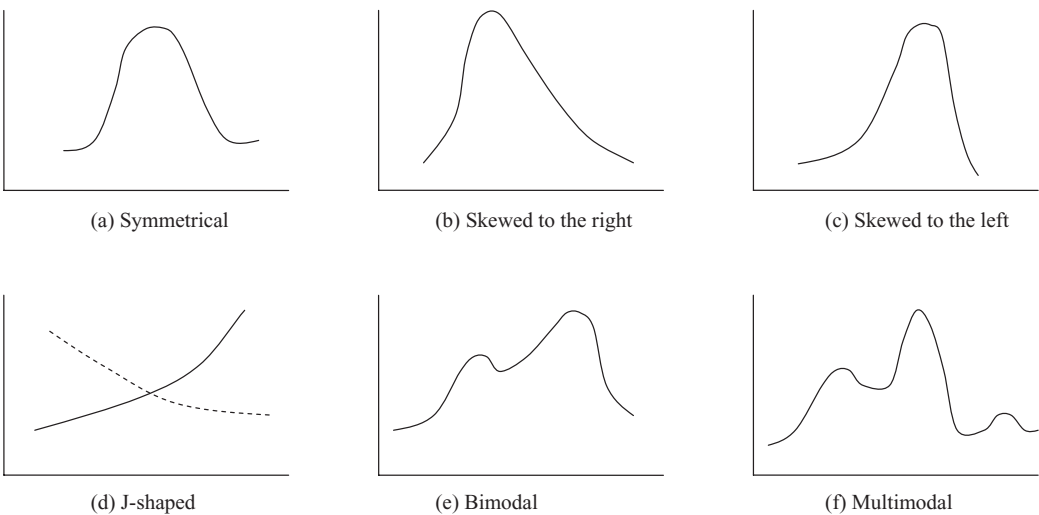 (a) Symmetrical
(b) Skewed to the right
(c) Skewed to the left
(d) J-shaped
(e) Bimodal
(f) Multimodal